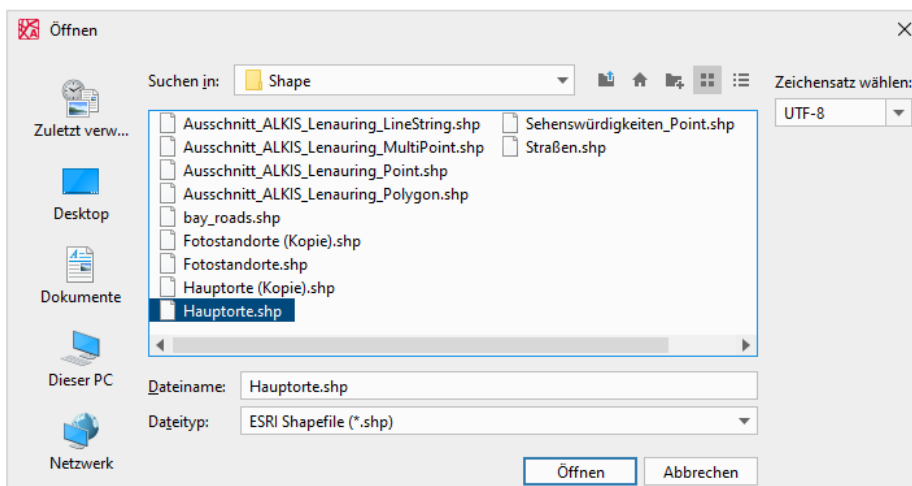 Öffnen
Suchen in:
Shape
Zeichensatz wählen:
UTF-8
Zuletzt verw...
Desktop
Dokumente
Dieser PC
Netzwerk
Ausschnitt_ALKIS_Lenauring_LineString.shp
Ausschnitt_ALKIS_Lenauring_MultiPoint.shp
Ausschnitt_ALKIS_Lenauring_Point.shp
Ausschnitt_ALKIS_Lenauring_Polygon.shp
bay_roads.shp
Fotostandorte (Kopie).shp
Fotostandorte.shp
Hauptorte (Kopie).shp
Hauptorte.shp
Sehenswürdigkeiten_Point.shp
Straßen.shp
Dateiname:
Hauptorte.shp
Dateityp:
ESRI Shapefile (*.shp)
Öffnen
Abbrechen